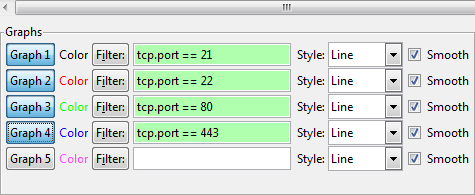 Graphs
Graph 1 Color Filter: tcp.port == 21 Style: Line Smooth
Graph 2 Color Filter: tcp.port == 22 Style: Line Smooth
Graph 3 Color Filter: tcp.port == 80 Style: Line Smooth
Graph 4 Color Filter: tcp.port == 443 Style: Line Smooth
Graph 5 Color Filter: Style: Line Smooth